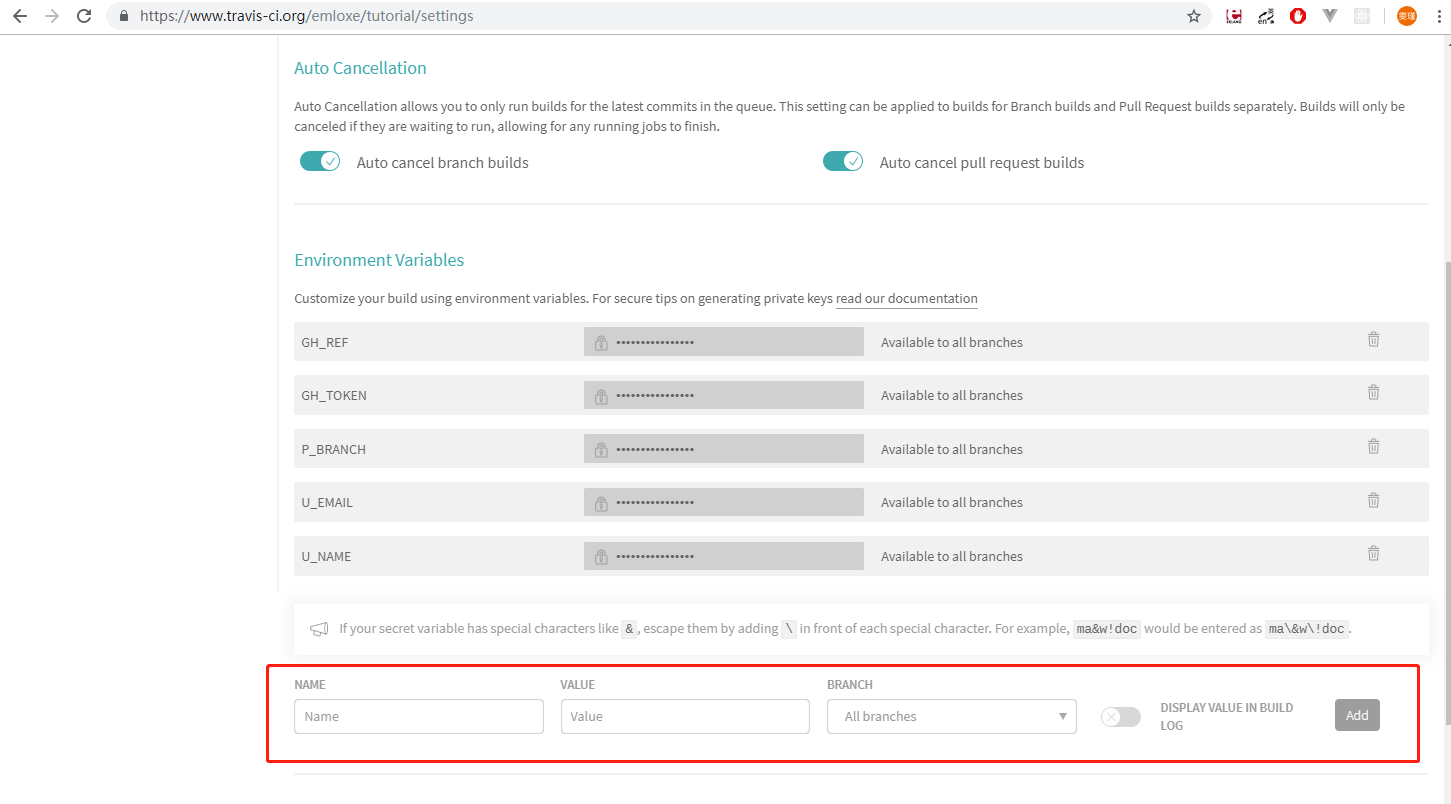 https://www.travis-ci.org/emloxe/tutorial/settings
Auto Cancellation
Auto Cancellation allows you to only run builds for the latest commits in the queue. This setting can be applied to builds for Branch builds and Pull Request builds separately. Builds will only be
canceled if they are waiting to run, allowing for any running jobs to finish.
Auto cancel branch builds
Auto cancel pull request builds
Environment Variables
Customize your build using environment variables. For secure tips on generating private keys read our documentation
GH_REF •••••••••••••••• Available to all branches
GH_TOKEN •••••••••••••••• Available to all branches
P_BRANCH •••••••••••••••• Available to all branches
U_EMAIL •••••••••••••••• Available to all branches
U_NAME •••••••••••••••• Available to all branches
If your secret variable has special characters like &, escape them by adding \ in front of each special character. For example, ma&w!doc would be entered as ma\&w\!doc.
NAME VALUE BRANCH
Name Value All branches
DISPLAY VALUE IN BUILD
LOG
Add